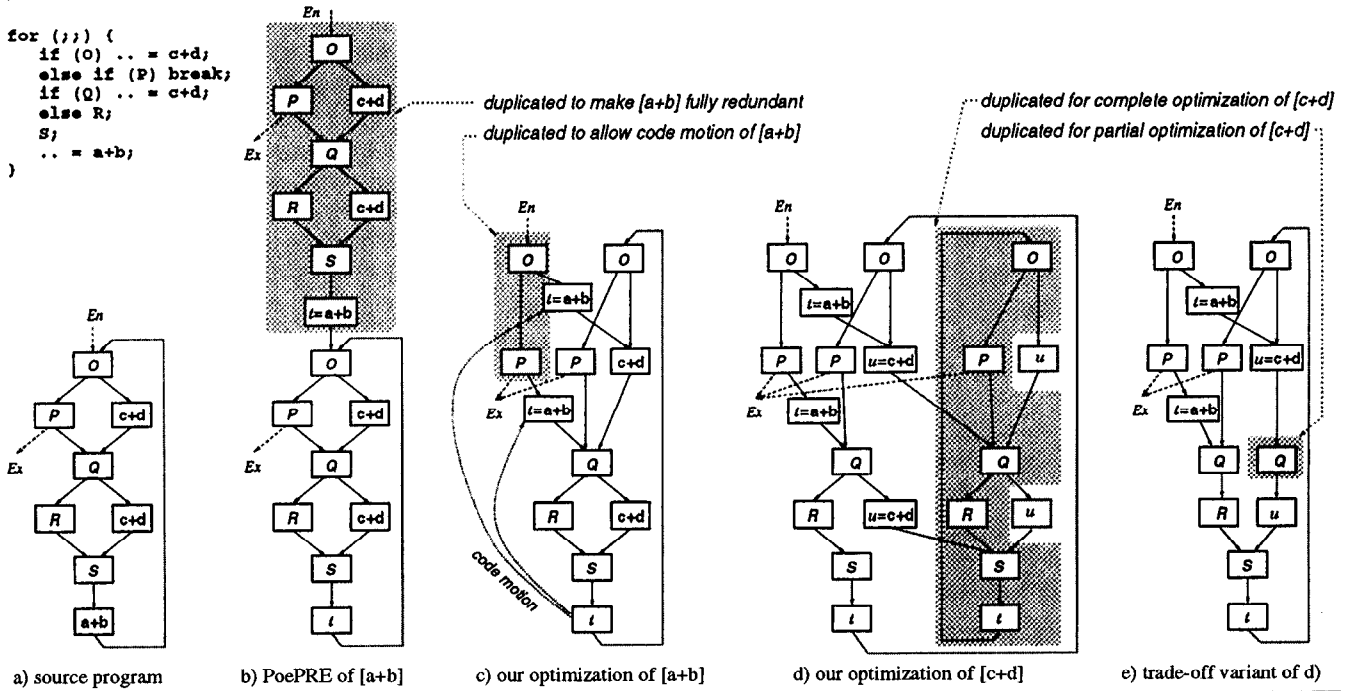 for (;;) {
if (O) .. = c+d;
else if (P) break;
if (Q) .. = c+d;
else R;
S;
.. = a+b;
}
En
O
P
c+d
Ex
Q
R
c+d
S
a+b
a) source program
En
O
P
c+d
Ex
Q
R
c+d
S
t=a+b
O
P
c+d
Ex
Q
R
c+d
S
t
b) PoePRE of [a+b]
duplicated to make [a+b] fully redundant
duplicated to allow code motion of [a+b]
En
O
O
t=a+b
P
P
c+d
Ex
t=a+b
Q
R
c+d
code motion
S
t
c) our optimization of [a+b]
duplicated for complete optimization of [c+d]
duplicated for partial optimization of [c+d]
En
O
O
O
t=a+b
P
P
u=c+d
P
u
Ex
t=a+b
Q
Q
R
u=c+d
R
u
S
S
t
t
d) our optimization of [c+d]
En
O
O
t=a+b
P
P
u=c+d
Ex
t=a+b
Q
Q
R
u
S
t
e) trade-off variant of d)